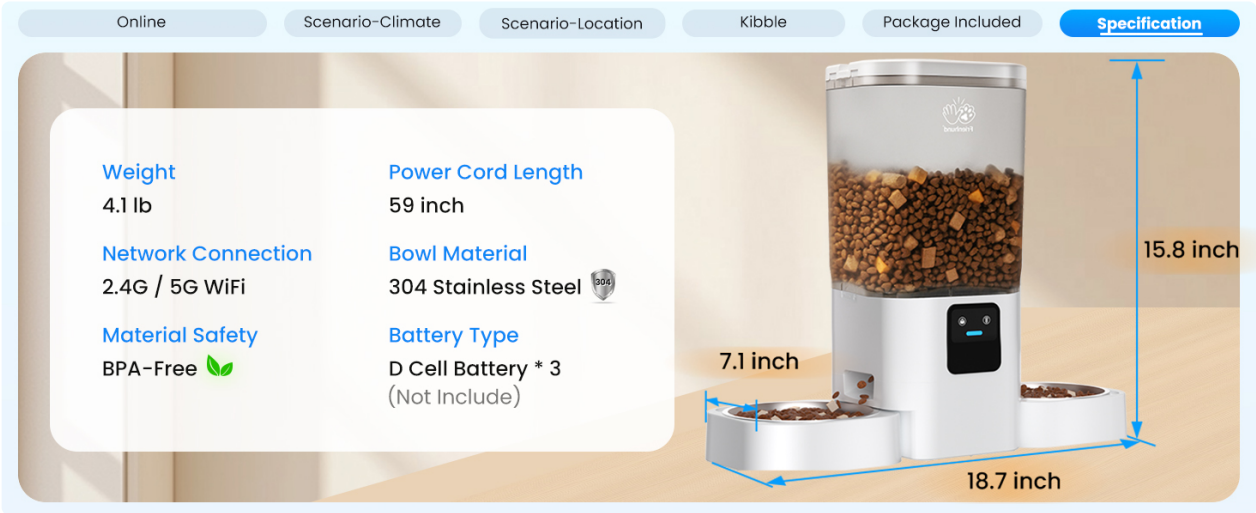 Online
Scenario-Climate
Scenario-Location
Kibble
Package Included
Specification
Weight
4.1 lb
Power Cord Length
59 inch
Network Connection
2.4G / 5G WiFi
Bowl Material
304 Stainless Steel
304
Material Safety
BPA-Free
Battery Type
D Cell Battery * 3
(Not Include)
15.8 inch
7.1 inch
18.7 inch